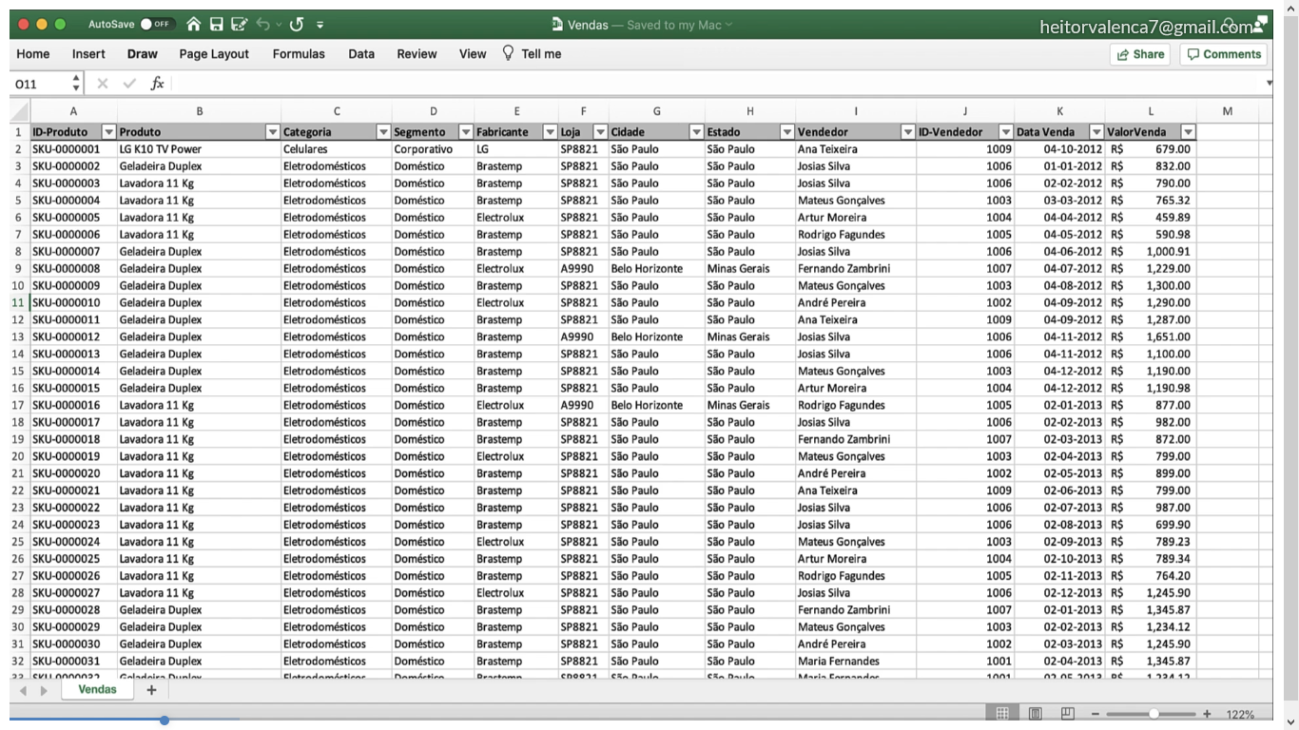 AutoSave OFF Vendas — Saved to my Mac heitorvalenca7@gmail.com
Home Insert Draw Page Layout Formulas Data Review View Tell me Share Comments
O11 fx
A B C D E F G H I J K L M
1 ID-Produto Produto Categoria Segmento Fabricante Loja Cidade Estado Vendedor ID-Vendedor Data Venda ValorVenda
2 SKU-0000001 LG K10 TV Power Celulares Corporativo LG SP8821 São Paulo São Paulo Ana Teixeira 1009 04-10-2012 R$ 679.00
3 SKU-0000002 Geladeira Duplex Eletrodomésticos Doméstico Brastemp SP8821 São Paulo São Paulo Josias Silva 1006 01-01-2012 R$ 832.00
4 SKU-0000003 Lavadora 11 Kg Eletrodomésticos Doméstico Brastemp SP8821 São Paulo São Paulo Josias Silva 1006 02-02-2012 R$ 790.00
5 SKU-0000004 Lavadora 11 Kg Eletrodomésticos Doméstico Brastemp SP8821 São Paulo São Paulo Mateus Gonçalves 1003 03-03-2012 R$ 765.32
6 SKU-0000005 Lavadora 11 Kg Eletrodomésticos Doméstico Electrolux SP8821 São Paulo São Paulo Artur Moreira 1004 04-04-2012 R$ 459.89
7 SKU-0000006 Lavadora 11 Kg Eletrodomésticos Doméstico Brastemp SP8821 São Paulo São Paulo Rodrigo Fagundes 1005 04-05-2012 R$ 590.98
8 SKU-0000007 Geladeira Duplex Eletrodomésticos Doméstico Brastemp SP8821 São Paulo São Paulo Josias Silva 1006 04-06-2012 R$ 1,000.91
9 SKU-0000008 Geladeira Duplex Eletrodomésticos Doméstico Electrolux A9990 Belo Horizonte Minas Gerais Fernando Zambrini 1007 04-07-2012 R$ 1,229.00
10 SKU-0000009 Geladeira Duplex Eletrodomésticos Doméstico Brastemp SP8821 São Paulo São Paulo Mateus Gonçalves 1003 04-08-2012 R$ 1,300.00
11 SKU-0000010 Geladeira Duplex Eletrodomésticos Doméstico Electrolux SP8821 São Paulo São Paulo André Pereira 1002 04-09-2012 R$ 1,290.00
12 SKU-0000011 Geladeira Duplex Eletrodomésticos Doméstico Brastemp SP8821 São Paulo São Paulo Ana Teixeira 1009 04-09-2012 R$ 1,287.00
13 SKU-0000012 Geladeira Duplex Eletrodomésticos Doméstico Brastemp A9990 Belo Horizonte Minas Gerais Josias Silva 1006 04-11-2012 R$ 1,651.00
14 SKU-0000013 Geladeira Duplex Eletrodomésticos Doméstico Brastemp SP8821 São Paulo São Paulo Josias Silva 1006 04-11-2012 R$ 1,100.00
15 SKU-0000014 Geladeira Duplex Eletrodomésticos Doméstico Brastemp SP8821 São Paulo São Paulo Mateus Gonçalves 1003 04-12-2012 R$ 1,190.00
16 SKU-0000015 Geladeira Duplex Eletrodomésticos Doméstico Brastemp SP8821 São Paulo São Paulo Artur Moreira 1004 04-12-2012 R$ 1,190.98
17 SKU-0000016 Lavadora 11 Kg Eletrodomésticos Doméstico Electrolux A9990 Belo Horizonte Minas Gerais Rodrigo Fagundes 1005 02-01-2013 R$ 877.00
18 SKU-0000017 Lavadora 11 Kg Eletrodomésticos Doméstico Brastemp SP8821 São Paulo São Paulo Josias Silva 1006 02-02-2013 R$ 982.00
19 SKU-0000018 Lavadora 11 Kg Eletrodomésticos Doméstico Brastemp SP8821 São Paulo São Paulo Fernando Zambrini 1007 02-03-2013 R$ 872.00
20 SKU-0000019 Lavadora 11 Kg Eletrodomésticos Doméstico Electrolux SP8821 São Paulo São Paulo Mateus Gonçalves 1003 02-04-2013 R$ 799.00
21 SKU-0000020 Lavadora 11 Kg Eletrodomésticos Doméstico Brastemp SP8821 São Paulo São Paulo André Pereira 1002 02-05-2013 R$ 899.00
22 SKU-0000021 Lavadora 11 Kg Eletrodomésticos Doméstico Brastemp SP8821 São Paulo São Paulo Ana Teixeira 1009 02-06-2013 R$ 799.00
23 SKU-0000022 Lavadora 11 Kg Eletrodomésticos Doméstico Brastemp SP8821 São Paulo São Paulo Josias Silva 1006 02-07-2013 R$ 987.00
24 SKU-0000023 Lavadora 11 Kg Eletrodomésticos Doméstico Brastemp SP8821 São Paulo São Paulo Josias Silva 1006 02-08-2013 R$ 699.90
25 SKU-0000024 Lavadora 11 Kg Eletrodomésticos Doméstico Electrolux SP8821 São Paulo São Paulo Mateus Gonçalves 1003 02-09-2013 R$ 789.23
26 SKU-0000025 Lavadora 11 Kg Eletrodomésticos Doméstico Brastemp SP8821 São Paulo São Paulo Artur Moreira 1004 02-10-2013 R$ 789.34
27 SKU-0000026 Lavadora 11 Kg Eletrodomésticos Doméstico Brastemp SP8821 São Paulo São Paulo Rodrigo Fagundes 1005 02-11-2013 R$ 764.20
28 SKU-0000027 Lavadora 11 Kg Eletrodomésticos Doméstico Electrolux SP8821 São Paulo São Paulo Josias Silva 1006 02-12-2013 R$ 1,245.90
29 SKU-0000028 Geladeira Duplex Eletrodomésticos Doméstico Brastemp SP8821 São Paulo São Paulo Fernando Zambrini 1007 02-01-2013 R$ 1,345.87
30 SKU-0000029 Geladeira Duplex Eletrodomésticos Doméstico Brastemp SP8821 São Paulo São Paulo Mateus Gonçalves 1003 02-02-2013 R$ 1,234.12
31 SKU-0000030 Geladeira Duplex Eletrodomésticos Doméstico Brastemp SP8821 São Paulo São Paulo André Pereira 1002 02-03-2013 R$ 1,245.90
32 SKU-0000031 Geladeira Duplex Eletrodomésticos Doméstico Brastemp SP8821 São Paulo São Paulo Maria Fernandes 1001 02-04-2013 R$ 1,345.87
Vendas +
122%